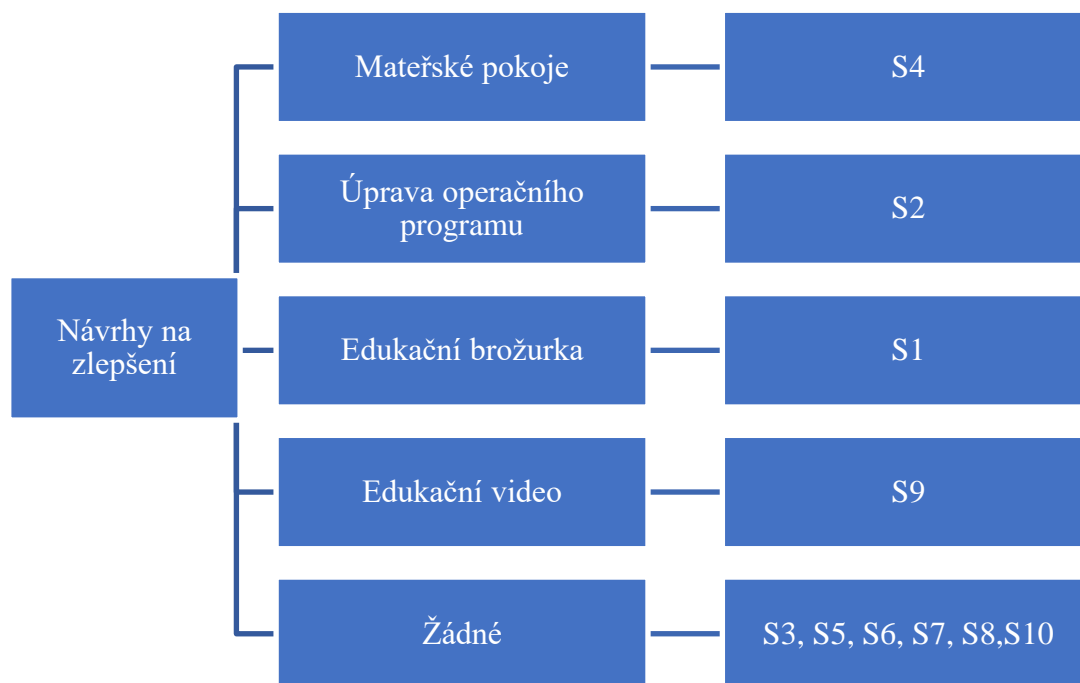 Návrhy na
zlepšení
Mateřské pokoje
S4
Úprava operačního
programu
S2
Edukační brožurka
S1
Edukační video
S9
Žádné
S3, S5, S6, S7, S8,S10